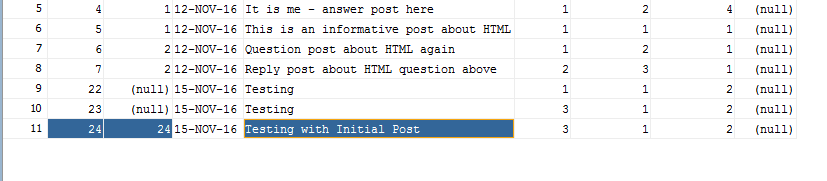 5 4 1 12-NOV-16 It is me - answer post here 1 2 4 (null)
6 5 1 12-NOV-16 This is an informative post about HTML 1 1 1 (null)
7 6 2 12-NOV-16 Question post about HTML again 1 2 1 (null)
8 7 2 12-NOV-16 Reply post about HTML question above 2 3 1 (null)
9 22 (null) 15-NOV-16 Testing 1 1 2 (null)
10 23 (null) 15-NOV-16 Testing 3 1 2 (null)
11 24 24 15-NOV-16 Testing with Initial Post 3 1 2 (null)